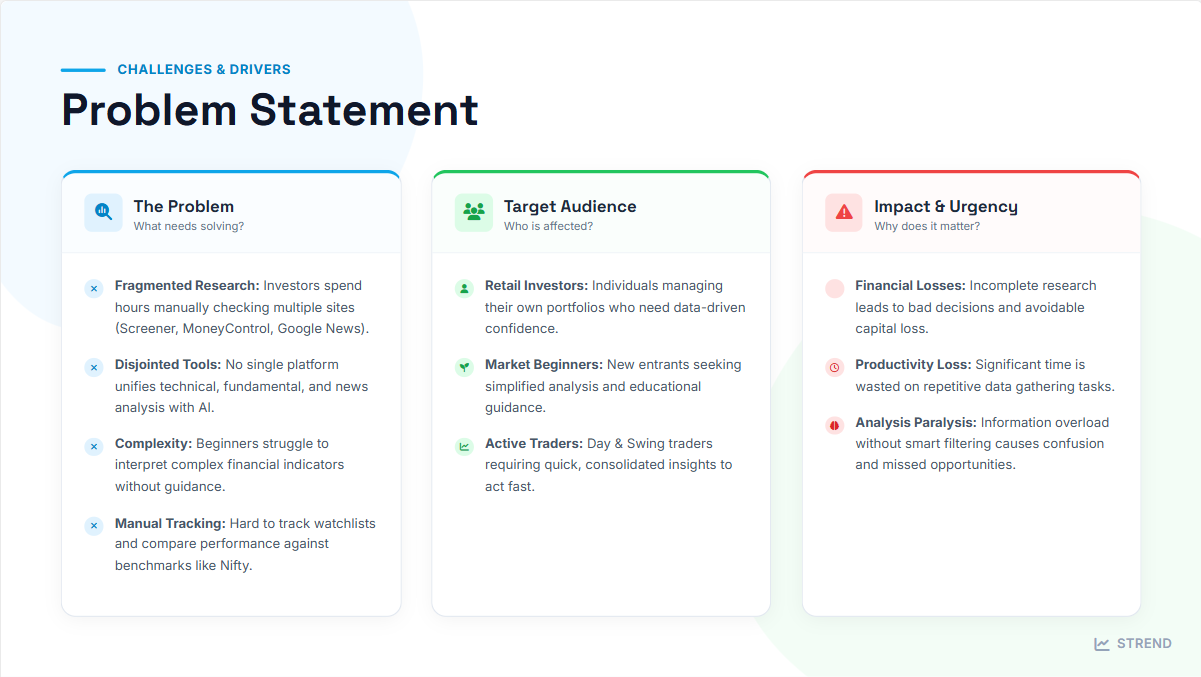 CHALLENGES & DRIVERS
Problem Statement
The Problem
What needs solving?
Fragmented Research: Investors spend
hours manually checking multiple sites
(Screener, MoneyControl, Google News).
Disjointed Tools: No single platform
unifies technical, fundamental, and news
analysis with AI.
Complexity: Beginners struggle to
interpret complex financial indicators
without guidance.
Manual Tracking: Hard to track watchlists
and compare performance against
benchmarks like Nifty.
Target Audience
Who is affected?
Retail Investors: Individuals managing
their own portfolios who need data-driven
confidence.
Market Beginners: New entrants seeking
simplified analysis and educational
guidance.
Active Traders: Day & Swing traders
requiring quick, consolidated insights to
act fast.
Impact & Urgency
Why does it matter?
Financial Losses: Incomplete research
leads to bad decisions and avoidable
capital loss.
Productivity Loss: Significant time is
wasted on repetitive data gathering tasks.
Analysis Paralysis: Information overload
without smart filtering causes confusion
and missed opportunities.
STREND